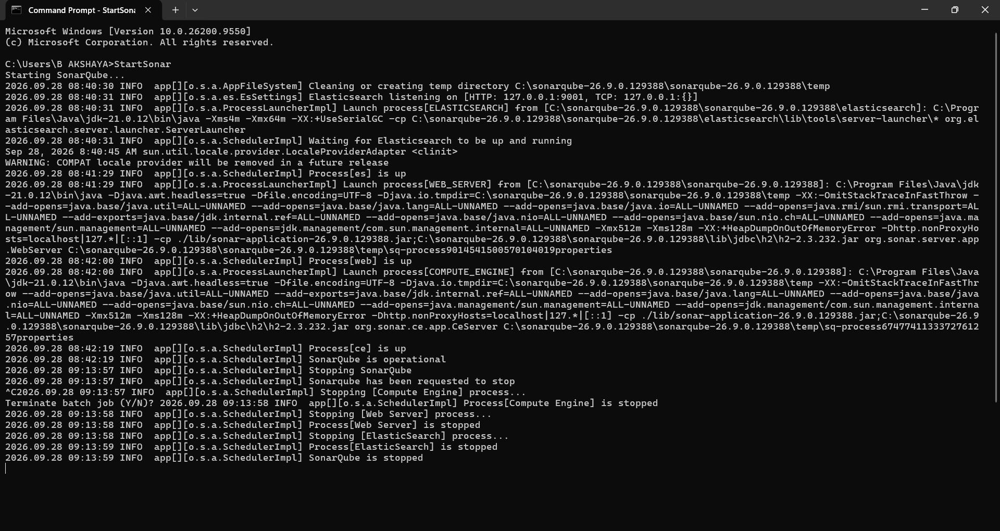 Command Prompt - StartSona
Microsoft Windows [Version 10.0.26200.9550]
(c) Microsoft Corporation. All rights reserved.
C:\Users\B AKSHAYA>StartSonar
Starting SonarQube...
2026.09.28 08:40:30 INFO  app[][o.s.a.AppFileSystem] Cleaning or creating temp directory C:\sonarqube-26.9.0.129388\sonarqube-26.9.0.129388\temp
2026.09.28 08:40:31 INFO  app[][o.s.a.es.EsSettings] Elasticsearch listening on [HTTP: 127.0.0.1:9001, TCP: 127.0.0.1:{}]
2026.09.28 08:40:31 INFO  app[][o.s.a.ProcessLauncherImpl] Launch process[ELASTICSEARCH] from [C:\sonarqube-26.9.0.129388\sonarqube-26.9.0.129388\elasticsearch]: C:\Progr
am Files\Java\jdk-21.0.12\bin\java -Xms4m -Xmx64m -XX:+UseSerialGC -cp C:\sonarqube-26.9.0.129388\sonarqube-26.9.0.129388\elasticsearch\lib\tools\server-launcher\* org.el
asticsearch.server.launcher.ServerLauncher
2026.09.28 08:40:31 INFO  app[][o.s.a.SchedulerImpl] Waiting for Elasticsearch to be up and running
Sep 28, 2026 8:40:45 AM sun.util.locale.provider.LocaleProviderAdapter <clinit>
WARNING: COMPAT locale provider will be removed in a future release
2026.09.28 08:41:29 INFO  app[][o.s.a.SchedulerImpl] Process[es] is up
2026.09.28 08:41:29 INFO  app[][o.s.a.ProcessLauncherImpl] Launch process[WEB_SERVER] from [C:\sonarqube-26.9.0.129388\sonarqube-26.9.0.129388]: C:\Program Files\Java\jdk
-21.0.12\bin\java -Djava.awt.headless=true -Dfile.encoding=UTF-8 -Djava.io.tmpdir=C:\sonarqube-26.9.0.129388\sonarqube-26.9.0.129388\temp -XX:-OmitStackTraceInFastThrow -
-add-opens=java.base/java.util=ALL-UNNAMED --add-opens=java.base/java.lang=ALL-UNNAMED --add-opens=java.base/java.io=ALL-UNNAMED --add-opens=java.rmi/sun.rmi.transport=AL
L-UNNAMED --add-exports=java.base/jdk.internal.ref=ALL-UNNAMED --add-opens=java.base/java.nio=ALL-UNNAMED --add-opens=java.base/sun.nio.ch=ALL-UNNAMED --add-opens=java.ma
nagement/sun.management=ALL-UNNAMED --add-opens=jdk.management/com.sun.management.internal=ALL-UNNAMED -Xmx512m -Xms128m -XX:+HeapDumpOnOutOfMemoryError -Dhttp.nonProxyHo
sts=localhost|127.*|[::1] -cp ./lib/sonar-application-26.9.0.129388.jar;C:\sonarqube-26.9.0.129388\sonarqube-26.9.0.129388\lib\jdbc\h2\h2-2.3.232.jar org.sonar.server.app
.WebServer C:\sonarqube-26.9.0.129388\sonarqube-26.9.0.129388\temp\sq-process9014541500570104019properties
2026.09.28 08:42:00 INFO  app[][o.s.a.SchedulerImpl] Process[web] is up
2026.09.28 08:42:00 INFO  app[][o.s.a.ProcessLauncherImpl] Launch process[COMPUTE_ENGINE] from [C:\sonarqube-26.9.0.129388\sonarqube-26.9.0.129388]: C:\Program Files\Java
\jdk-21.0.12\bin\java -Djava.awt.headless=true -Dfile.encoding=UTF-8 -Djava.io.tmpdir=C:\sonarqube-26.9.0.129388\sonarqube-26.9.0.129388\temp -XX:-OmitStackTraceInFastThr
ow --add-opens=java.base/java.util=ALL-UNNAMED --add-exports=java.base/jdk.internal.ref=ALL-UNNAMED --add-opens=java.base/java.lang=ALL-UNNAMED --add-opens=java.base/java
.nio=ALL-UNNAMED --add-opens=java.base/sun.nio.ch=ALL-UNNAMED --add-opens=java.management/sun.management=ALL-UNNAMED --add-opens=jdk.management/com.sun.management.interna
l=ALL-UNNAMED -Xmx512m -Xms128m -XX:+HeapDumpOnOutOfMemoryError -Dhttp.nonProxyHosts=localhost|127.*|[::1] -cp ./lib/sonar-application-26.9.0.129388.jar;C:\sonarqube-26.9
.0.129388\sonarqube-26.9.0.129388\lib\jdbc\h2\h2-2.3.232.jar org.sonar.ce.app.CeServer C:\sonarqube-26.9.0.129388\sonarqube-26.9.0.129388\temp\sq-process67477411333727612
57properties
2026.09.28 08:42:19 INFO  app[][o.s.a.SchedulerImpl] Process[ce] is up
2026.09.28 08:42:19 INFO  app[][o.s.a.SchedulerImpl] SonarQube is operational
2026.09.28 09:13:57 INFO  app[][o.s.a.SchedulerImpl] Stopping SonarQube
2026.09.28 09:13:57 INFO  app[][o.s.a.SchedulerImpl] Sonarqube has been requested to stop
^C2026.09.28 09:13:57 INFO  app[][o.s.a.SchedulerImpl] Stopping [Compute Engine] process...
Terminate batch job (Y/N)? 2026.09.28 09:13:58 INFO  app[][o.s.a.SchedulerImpl] Process[Compute Engine] is stopped
2026.09.28 09:13:58 INFO  app[][o.s.a.SchedulerImpl] Stopping [Web Server] process...
2026.09.28 09:13:58 INFO  app[][o.s.a.SchedulerImpl] Process[Web Server] is stopped
2026.09.28 09:13:58 INFO  app[][o.s.a.SchedulerImpl] Stopping [ElasticSearch] process...
2026.09.28 09:13:59 INFO  app[][o.s.a.SchedulerImpl] Process[ElasticSearch] is stopped
2026.09.28 09:13:59 INFO  app[][o.s.a.SchedulerImpl] SonarQube is stopped